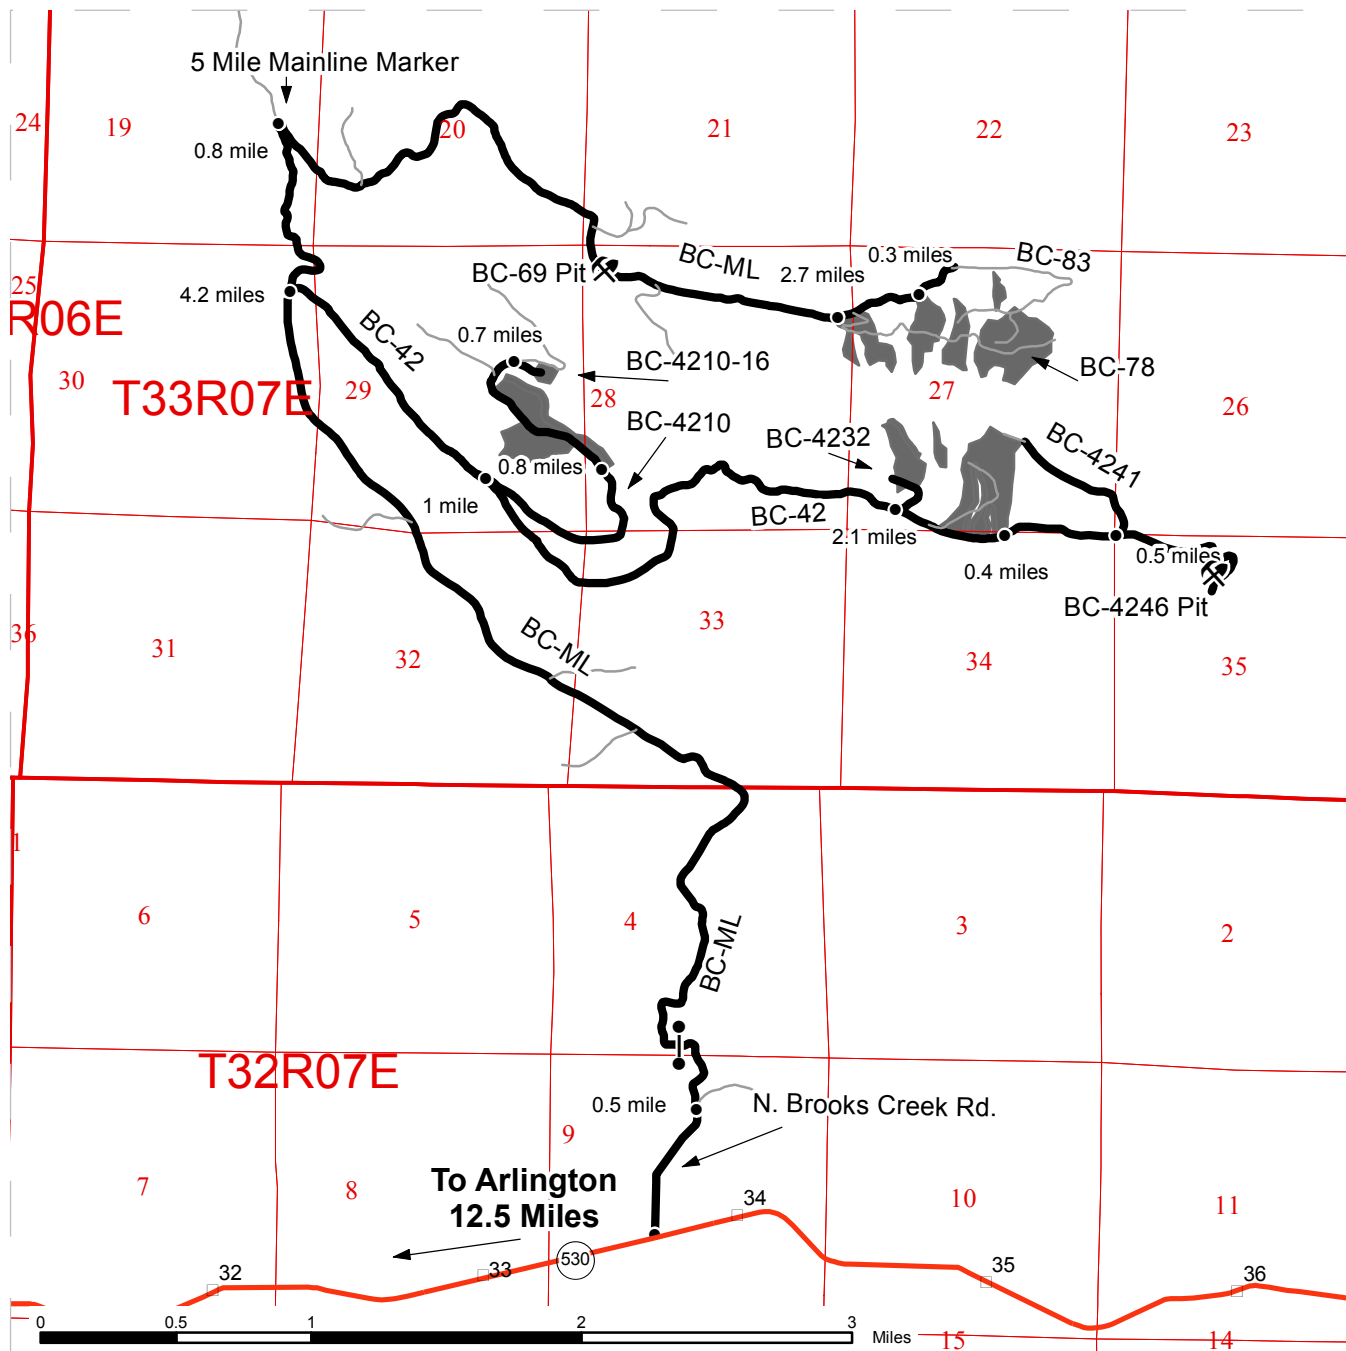 5 Mile Mainline Marker
24
19
20
21
22
23
0.8 mile
BC-ML
0.3 miles
BC-83
BC-69 Pit
2.7 miles
25
4.2 miles
R06E
BC-42
0.7 miles
BC-4210-16
BC-78
30
T33R07E
29
28
27
26
BC-4210
BC-4232
BC-4241
0.8 miles
1 mile
BC-42
2.1 miles
0.5 miles
0.4 miles
BC-4246 Pit
36
31
32
BC-ML
33
34
35
1
6
5
4
BC-ML
3
2
T32R07E
0.5 mile
N. Brooks Creek Rd.
9
7
8
To Arlington
12.5 Miles
34
10
11
530
32
33
35
36
0
0.5
1
2
3
Miles
15
14